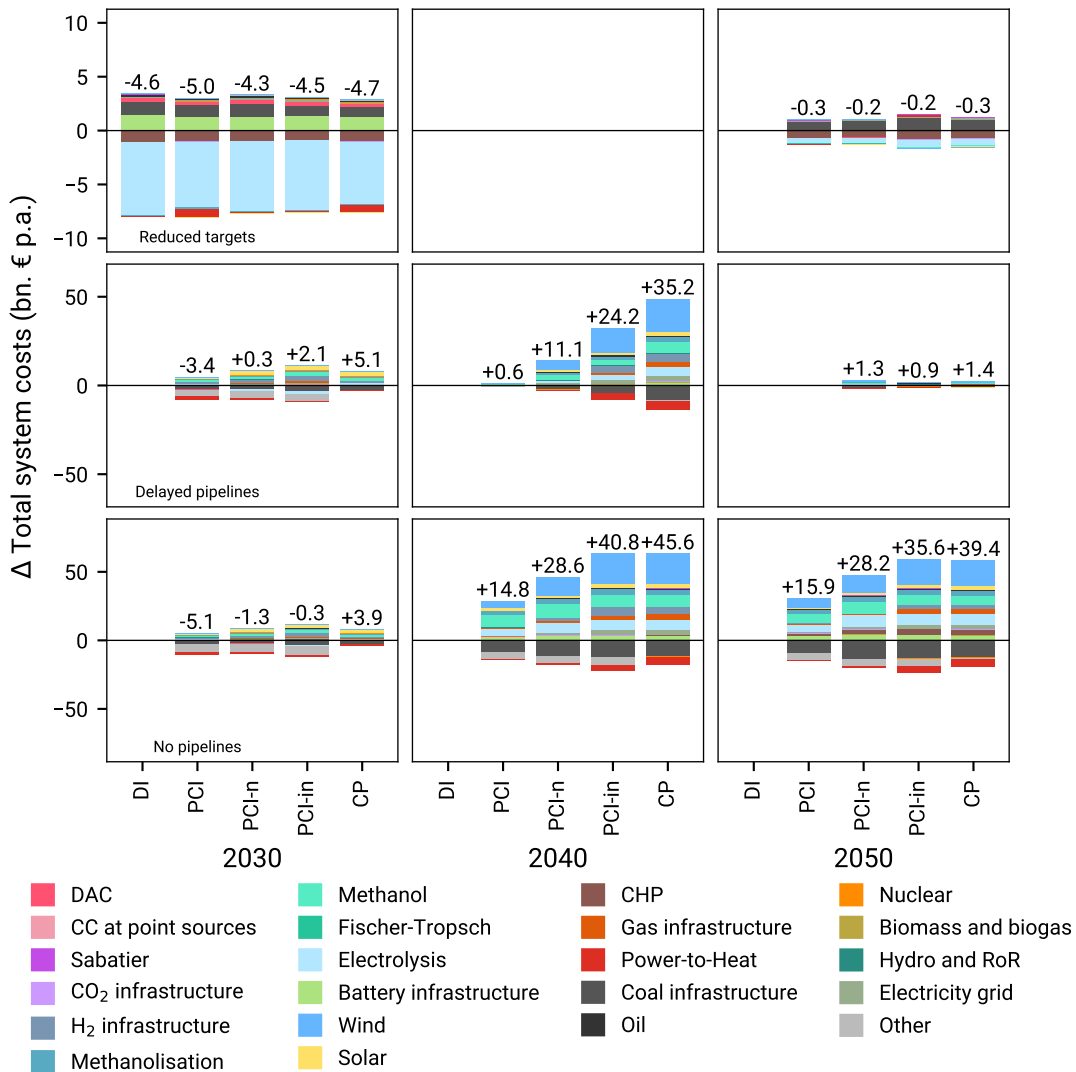 Δ Total system costs (bn. € p.a.)
10
5
0
−5
−10
-4.6 -5.0 -4.3 -4.5 -4.7
Reduced targets
-0.3 -0.2 -0.2 -0.3
50
0
−50
-3.4 +0.3 +2.1 +5.1
Delayed pipelines
+0.6 +11.1 +24.2 +35.2
+1.3 +0.9 +1.4
50
0
−50
-5.1 -1.3 -0.3 +3.9
No pipelines
+14.8 +28.6 +40.8 +45.6
+15.9 +28.2 +35.6 +39.4
DI PCI PCI-n PCI-in CP
DI PCI PCI-n PCI-in CP
DI PCI PCI-n PCI-in CP
2030 2040 2050
DAC
CC at point sources
Sabatier
CO₂ infrastructure
H₂ infrastructure
Methanolisation
Methanol
Fischer-Tropsch
Electrolysis
Battery infrastructure
Wind
Solar
CHP
Gas infrastructure
Power-to-Heat
Coal infrastructure
Oil
Nuclear
Biomass and biogas
Hydro and RoR
Electricity grid
Other